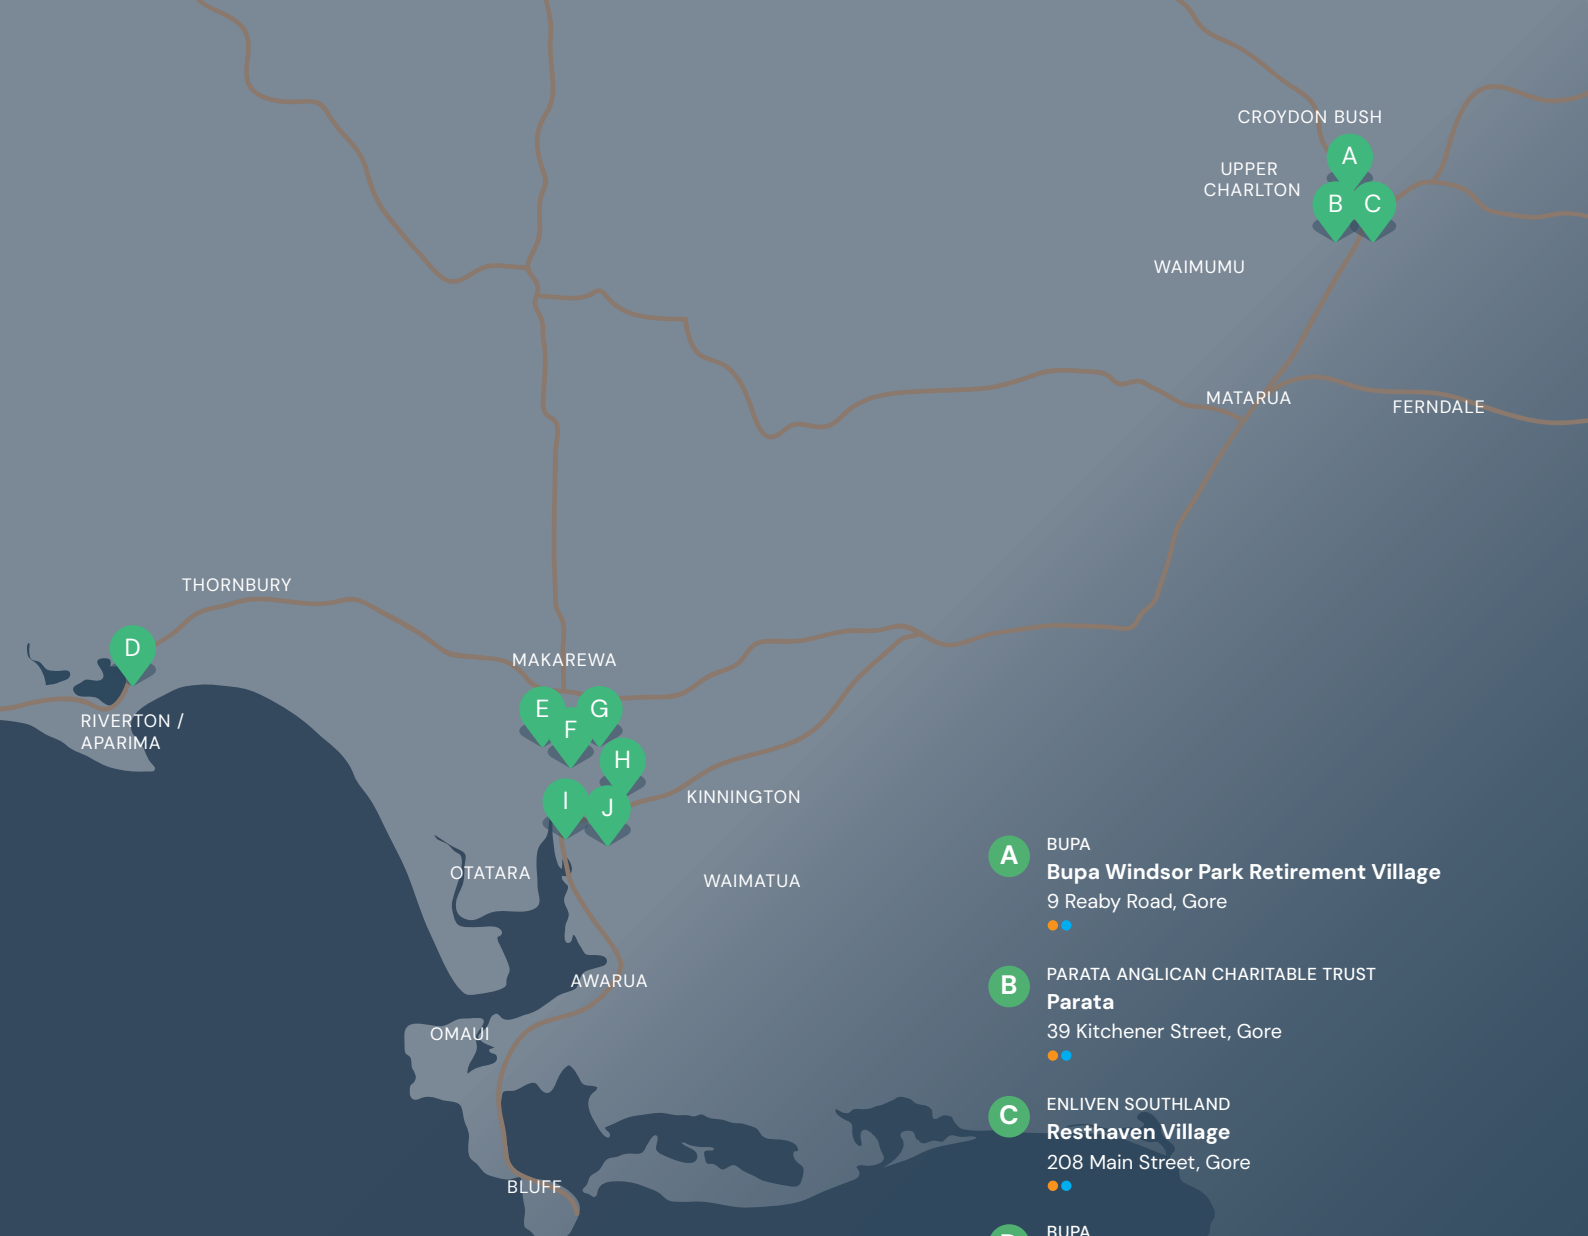 CROYDON BUSH
A
UPPER
CHARLTON
B
C
WAIMUMU
MATARUA
FERNDALE
THORNBURY
D
MAKAREWA
RIVERTON /
APARIMA
E
G
F
H
I
J
KINNINGTON
OTATARA
WAIMATUA
AWARUA
OMAUI
BLUFF
A
BUPA
Bupa Windsor Park Retirement Village
9 Reaby Road, Gore
B
PARATA ANGLICAN CHARITABLE TRUST
Parata
39 Kitchener Street, Gore
C
ENLIVEN SOUTHLAND
Resthaven Village
208 Main Street, Gore
D
BUPA